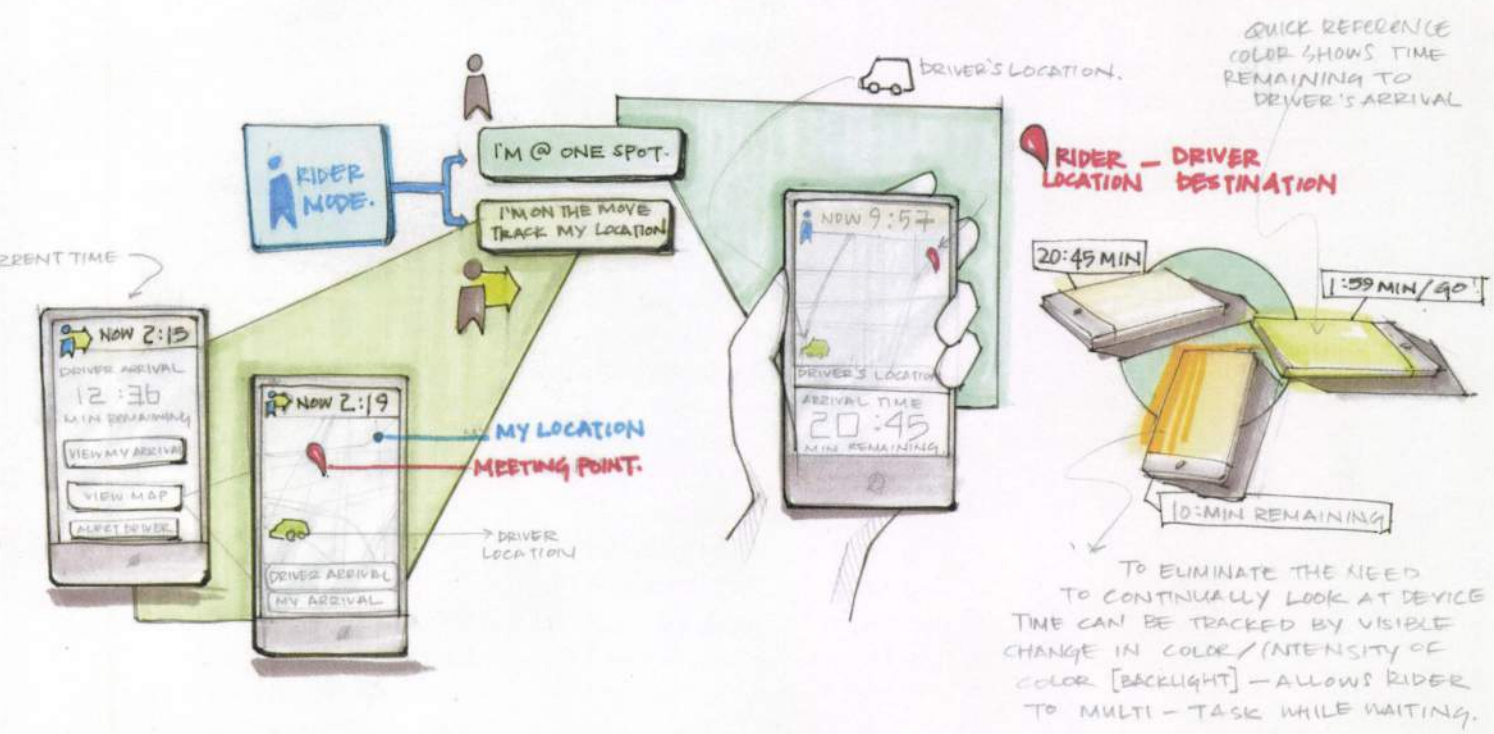 QUICK REFERENCE
COLOR SHOWS TIME
REMAINING TO
DRIVER'S ARRIVAL
DRIVER'S LOCATION.
RIDER
MODE.
I'M @ ONE SPOT.
I'M ON THE MOVE
TRACK MY LOCATION
RIDER — DRIVER
LOCATION DESTINATION
TIME
NOW 2:15
DRIVER ARRIVAL
12:36
MIN REMAINING
VIEW MY ARRIVAL
VIEW MAP
ALERT DRIVER
NOW 2:19
MY LOCATION
MEETING POINT.
DRIVER
LOCATION
DRIVER ARRIVAL
MY ARRIVAL
NOW 9:57
DRIVER'S LOCATION
ARRIVAL TIME
20:45
MIN REMAINING
20:45 MIN
1:59 MIN/GO!
10:MIN REMAINING
TO ELIMINATE THE NEED
TO CONTINUALLY LOOK AT DEVICE
TIME CAN BE TRACKED BY VISIBLE
CHANGE IN COLOR/INTENSITY OF
COLOR [BACKLIGHT] — ALLOWS RIDER
TO MULTI-TASK WHILE WAITING.